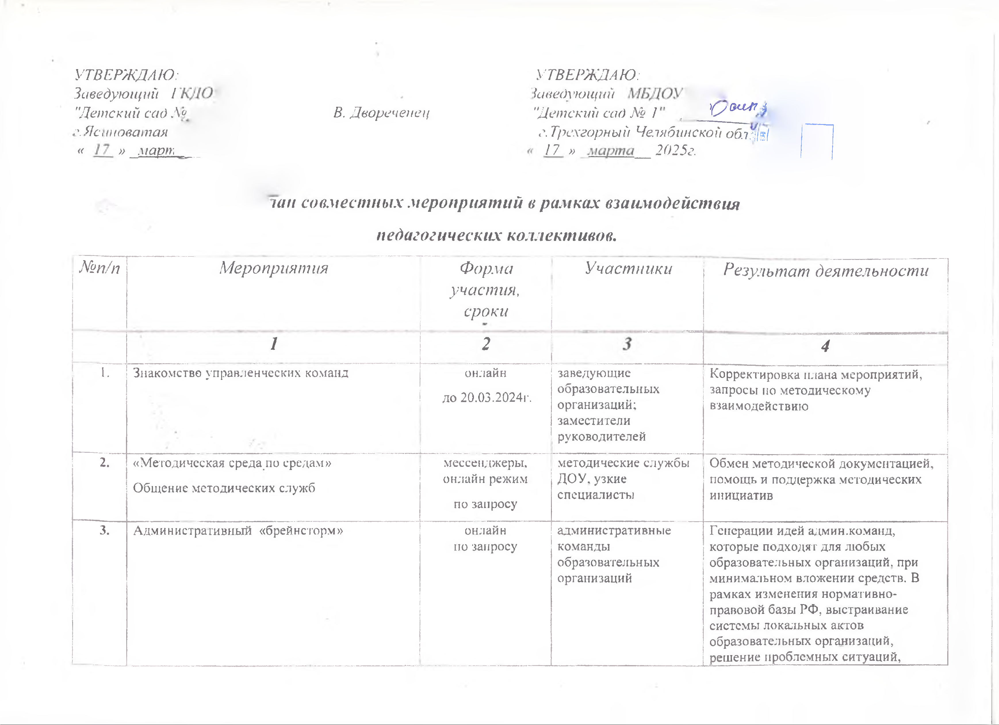 УТВЕРЖДАЮ:
Заведующий ГКДО
"Детский сад № В. Двореченец
г.Ясиноватая
« 17 » март
УТВЕРЖДАЮ:
Заведующий МБДОУ
"Детский сад № 1"
г.Трехгорный Челябинской обл.
« 17 » марта 2025г.
совместных мероприятий в рамках взаимодействия
педагогических коллективов.
№п/п
Мероприятия
Форма
участия,
сроки
Участники
Результат деятельности
1
2
3
4
1.
Знакомство управленческих команд
онлайн
до 20.03.2024г.
заведующие
образовательных
организаций;
заместители
руководителей
Корректировка плана мероприятий,
запросы по методическому
взаимодействию
2.
«Методическая среда по средам»
Общение методических служб
мессенджеры,
онлайн режим
по запросу
методические службы
ДОУ, узкие
специалисты
Обмен методической документацией,
помощь и поддержка методических
инициатив
3.
Административный «брейнсторм»
онлайн
по запросу
административные
команды
образовательных
организаций
Генерации идей админ.команд,
которые подходят для любых
образовательных организаций, при
минимальном вложении средств. В
рамках изменения нормативно-
правовой базы РФ, выстраивание
системы локальных актов
образовательных организаций,
решение проблемных ситуаций,